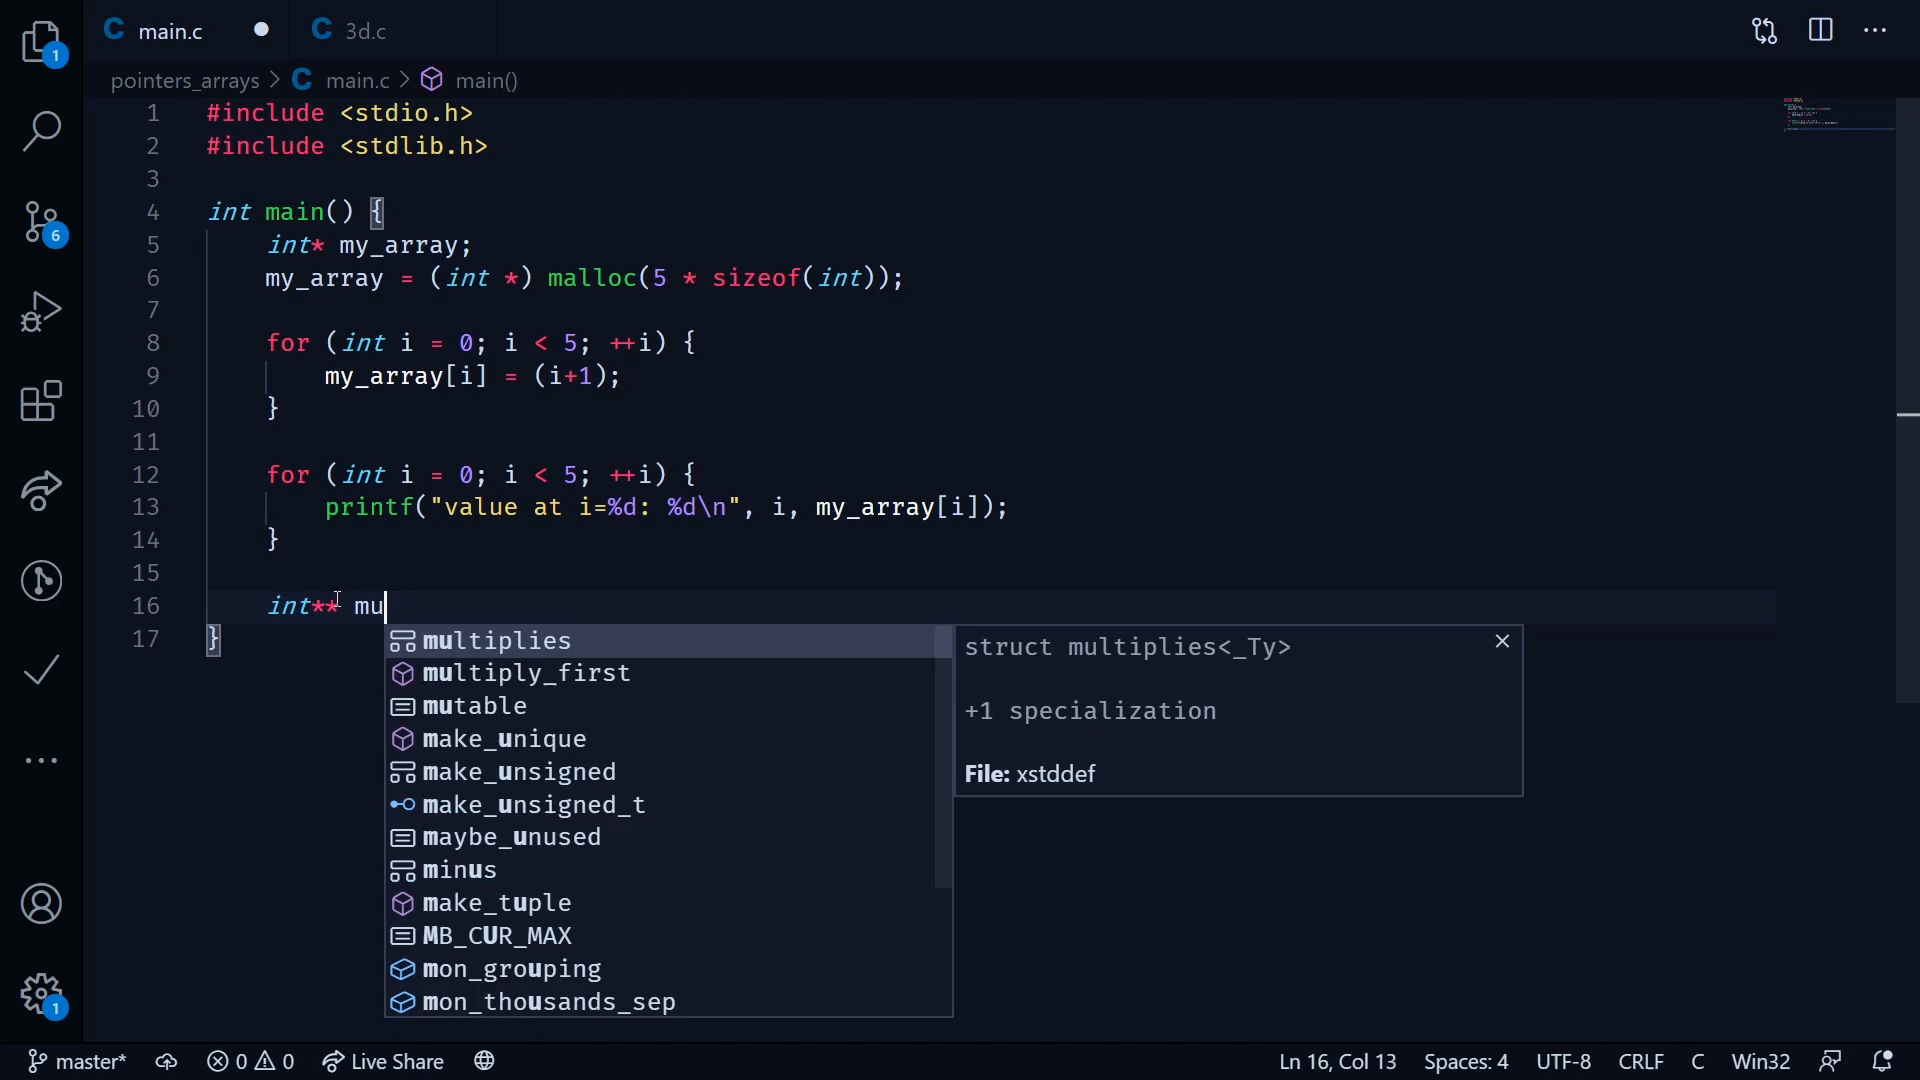 main.c
3d.c
pointers_arrays > main.c > main()
1 #include <stdio.h>
2 #include <stdlib.h>
3
4 int main() {
5 int* my_array;
6 my_array = (int *) malloc(5 * sizeof(int));
7
8 for (int i = 0; i < 5; ++i) {
9 my_array[i] = (i+1);
10 }
11
12 for (int i = 0; i < 5; ++i) {
13 printf("value at i=%d: %d\n", i, my_array[i]);
14 }
15
16 int** mu
17 }
multiplies
multiply_first
mutable
make_unique
make_unsigned
make_unsigned_t
maybe_unused
minus
make_tuple
MB_CUR_MAX
mon_grouping
mon_thousands_sep
struct multiplies<_Ty>
+1 specialization
File: xstddef
1
6
1
master* 0 0 Live Share Ln 16, Col 13 Spaces: 4 UTF-8 CRLF C Win32